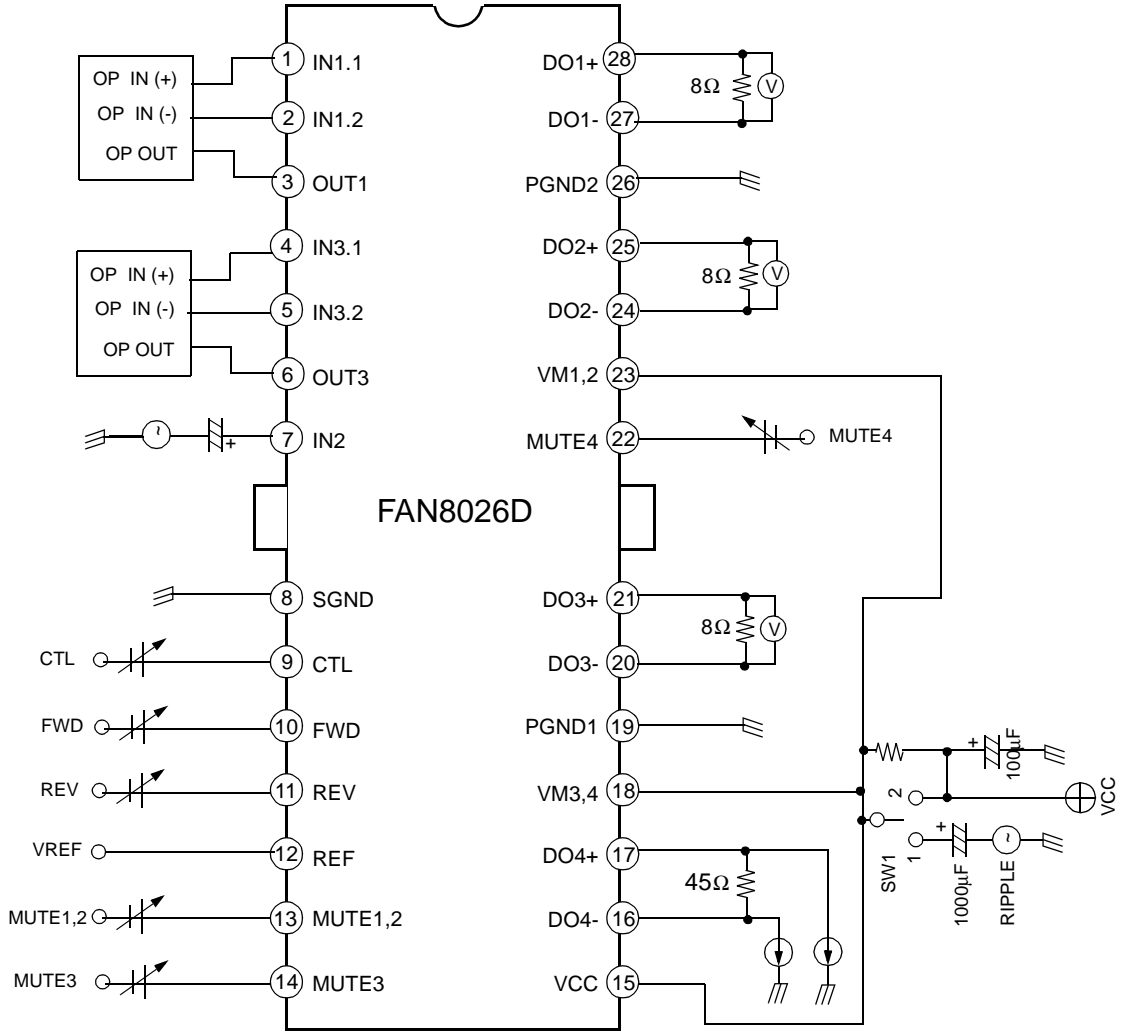 OP IN (+)
OP IN (-)
OP OUT
OP IN (+)
OP IN (-)
OP OUT
~
+
CTL
FWD
REV
VREF
MUTE1,2
MUTE3
1 IN1.1
2 IN1.2
3 OUT1
4 IN3.1
5 IN3.2
6 OUT3
7 IN2
FAN8026D
8 SGND
9 CTL
10 FWD
11 REV
12 REF
13 MUTE1,2
14 MUTE3
DO1+ 28
DO1- 27
PGND2 26
DO2+ 25
DO2- 24
VM1,2 23
MUTE4 22
DO3+ 21
DO3- 20
PGND1 19
VM3,4 18
DO4+ 17
DO4- 16
VCC 15
8Ω V
8Ω V
MUTE4
8Ω V
45Ω
+
100μF
2
VCC
SW1
1
+
1000μF
~
RIPPLE